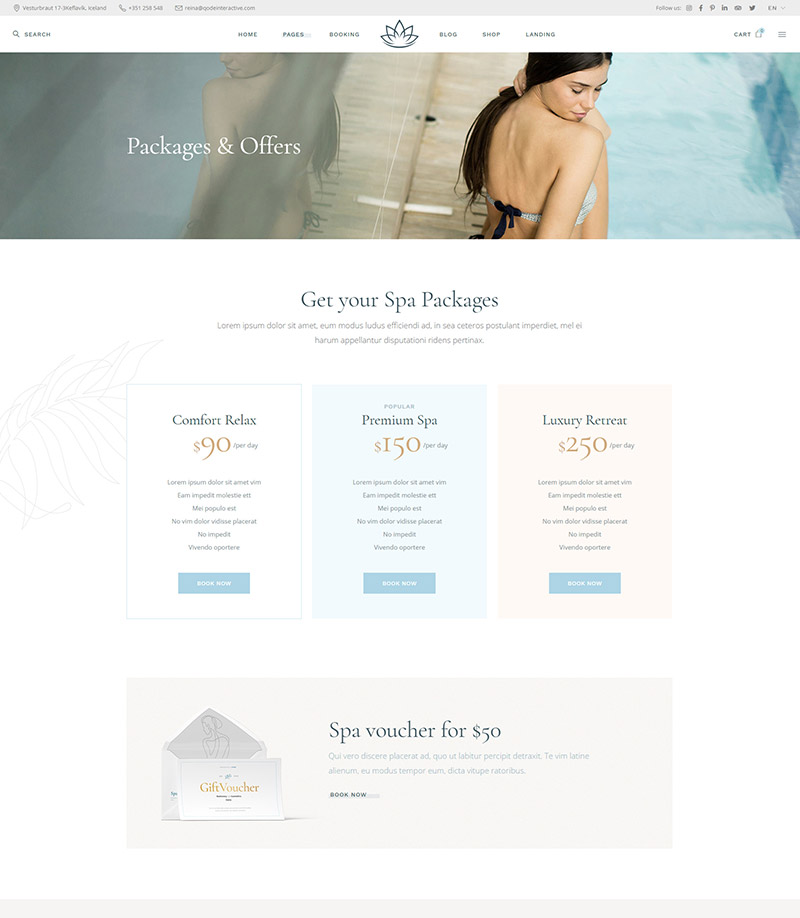 Vesturbraut 17-3Keflavik, Iceland
+351 258 548
reina@qodeinteractive.com
Follow us:
EN
SEARCH
HOME
PAGES
BOOKING
BLOG
SHOP
LANDING
CART
Packages & Offers
Get your Spa Packages
Lorem ipsum dolor sit amet, eum modus ludus efficiendi ad, in sea ceteros postulant imperdiet, mel ei
harum appellantur disputationi ridens pertinax.
Comfort Relax
$90 /per day
Lorem ipsum dolor sit amet vim
Eam impedit molestie ett
Mei populo est
No vim dolor vidisse placerat
No impedit
Vivendo oportere
BOOK NOW
POPULAR
Premium Spa
$150 /per day
Lorem ipsum dolor sit amet vim
Eam impedit molestie ett
Mei populo est
No vim dolor vidisse placerat
No impedit
Vivendo oportere
BOOK NOW
Luxury Retreat
$250 /per day
Lorem ipsum dolor sit amet vim
Eam impedit molestie ett
Mei populo est
No vim dolor vidisse placerat
No impedit
Vivendo oportere
BOOK NOW
Gift Voucher
Spa voucher for $50
Qui vero discere placerat ad, quo ut labitur percipit detraxit. Te vim latine
alienum, eu modus tempor eum, dicta vitupe ratoribus.
BOOK NOW